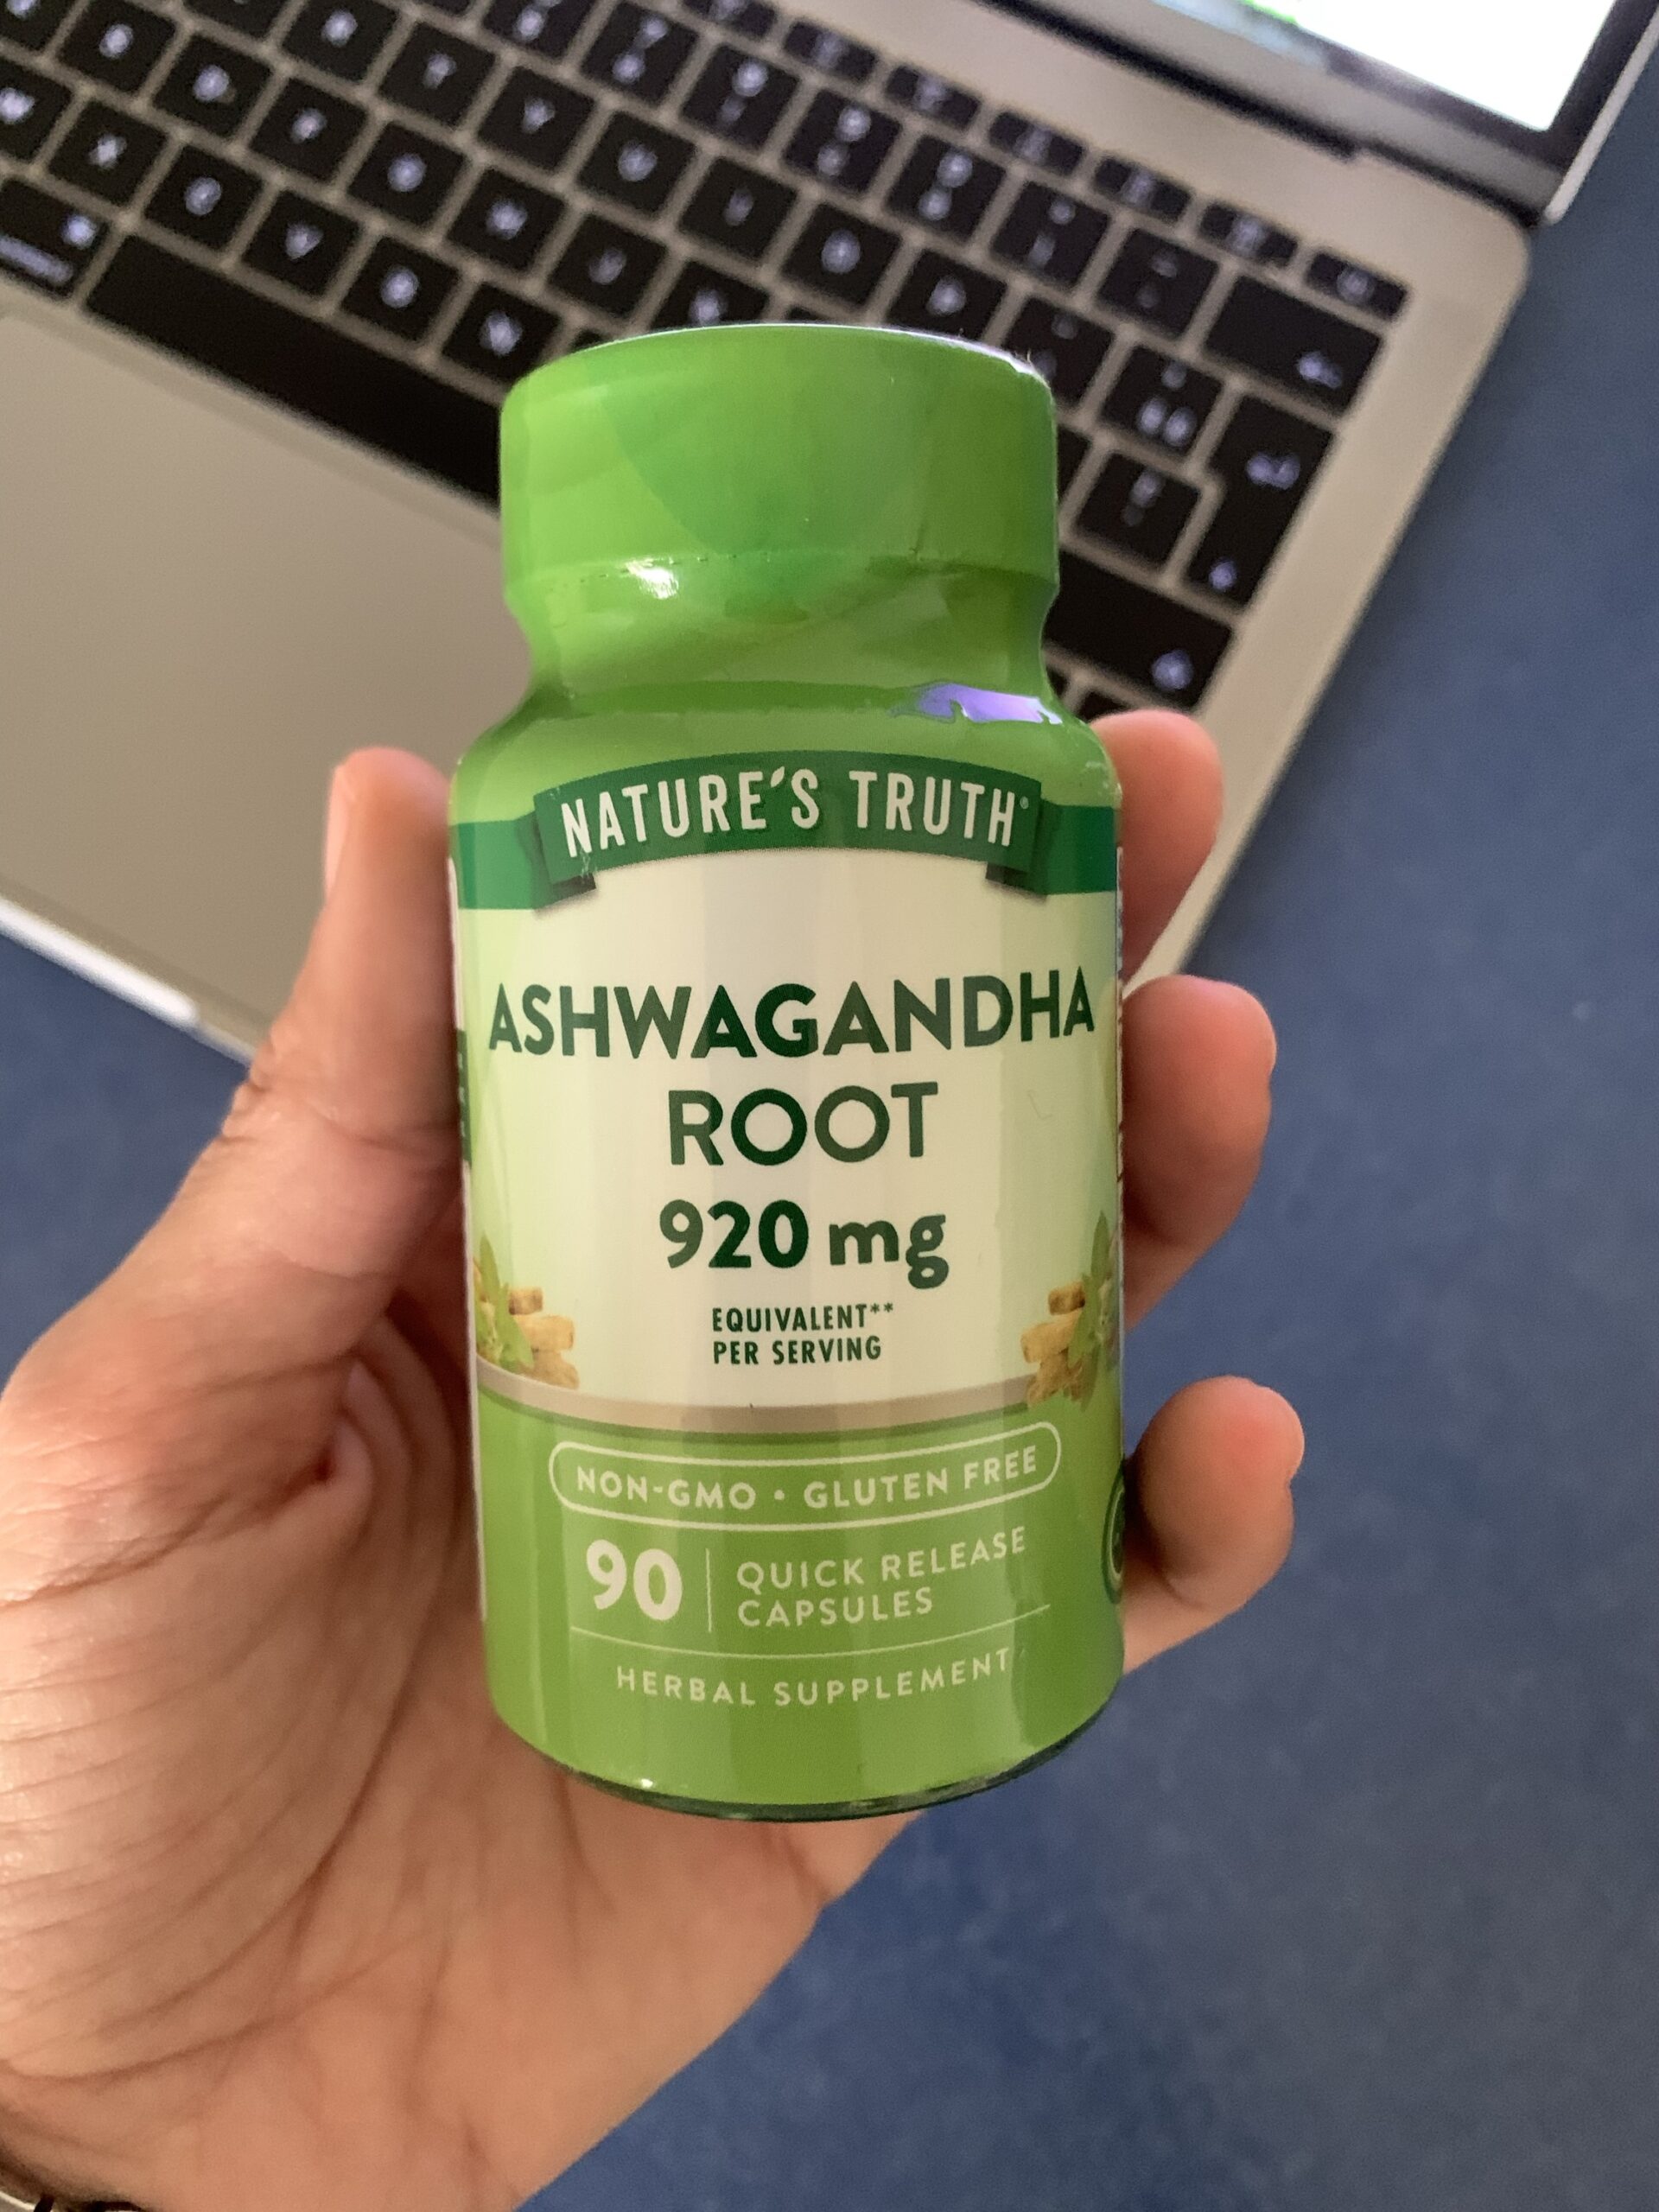 NATURE'S TRUTH®
ASHWAGANDHA
ROOT
920 mg
EQUIVALENT**
PER SERVING
NON-GMO • GLUTEN FREE
90
QUICK RELEASE
CAPSULES
HERBAL SUPPLEMENT